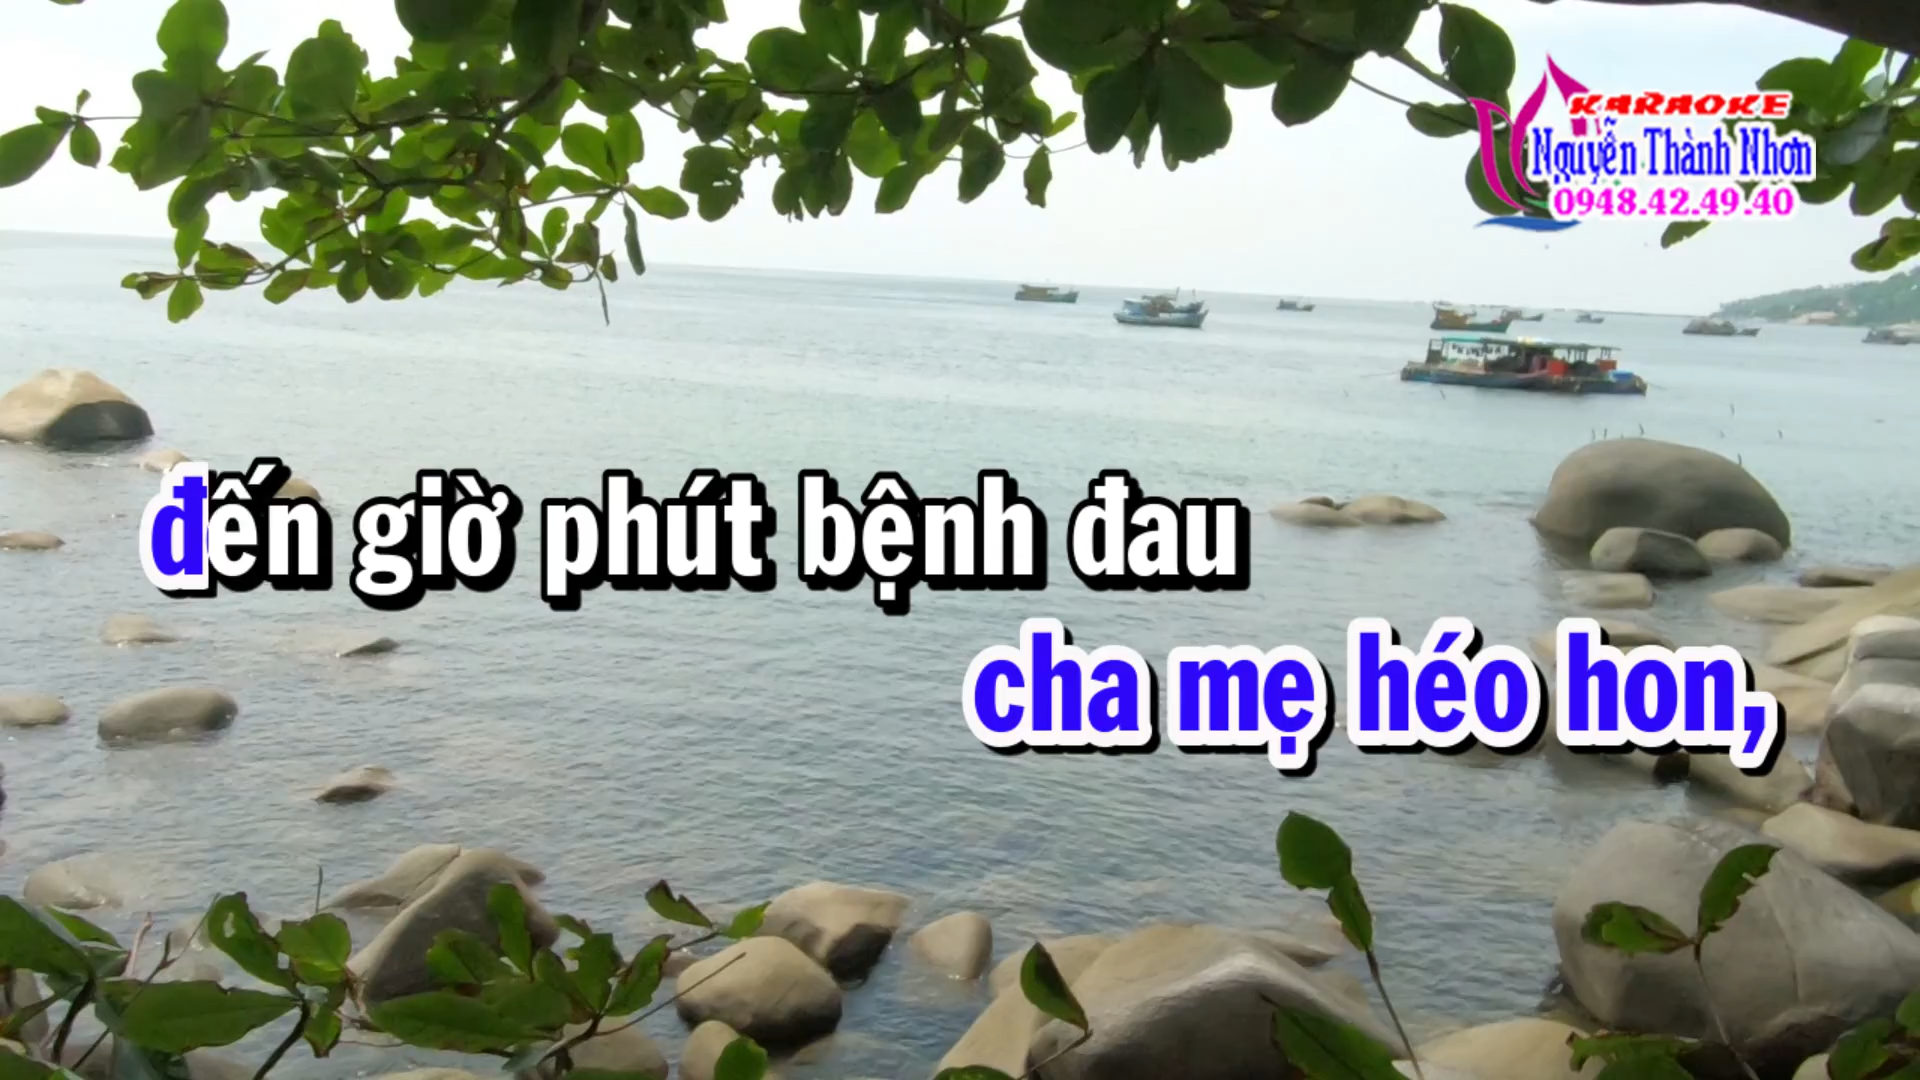 KARAOKE
Nguyễn Thành Nhơn
0948.42.49.40
đến giờ phút bệnh đau
cha mẹ héo hon,